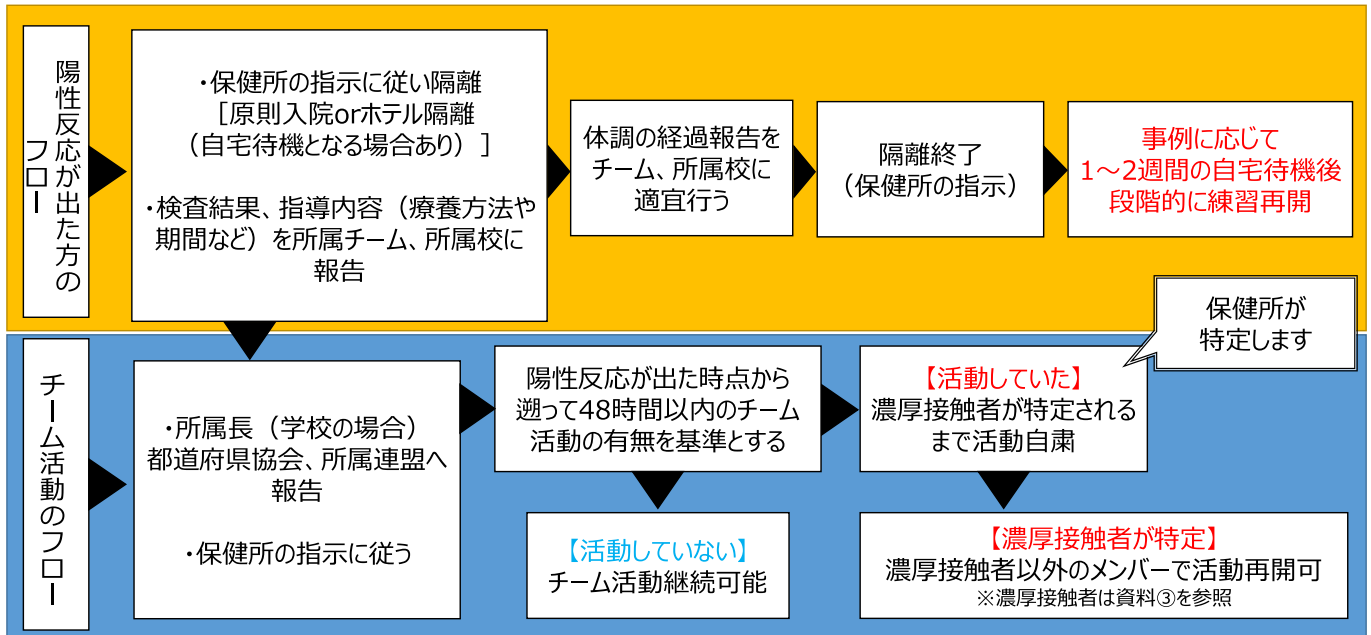 陽性反応が出た方の
フロー
・保健所の指示に従い隔離
［原則入院orホテル隔離
（自宅待機となる場合あり）］
・検査結果、指導内容（療養方法や
期間など）を所属チーム、所属校に
報告
体調の経過報告を
チーム、所属校に
適宜行う
隔離終了
（保健所の指示）
事例に応じて
1～2週間の自宅待機後
段階的に練習再開
保健所が
特定します
チーム活動のフロー
・所属長（学校の場合）
都道府県協会、所属連盟へ
報告
・保健所の指示に従う
陽性反応が出た時点から
遡って48時間以内のチーム
活動の有無を基準とする
【活動していた】
濃厚接触者が特定される
まで活動自粛
【活動していない】
チーム活動継続可能
【濃厚接触者が特定】
濃厚接触者以外のメンバーで活動再開可
※濃厚接触者は資料③を参照